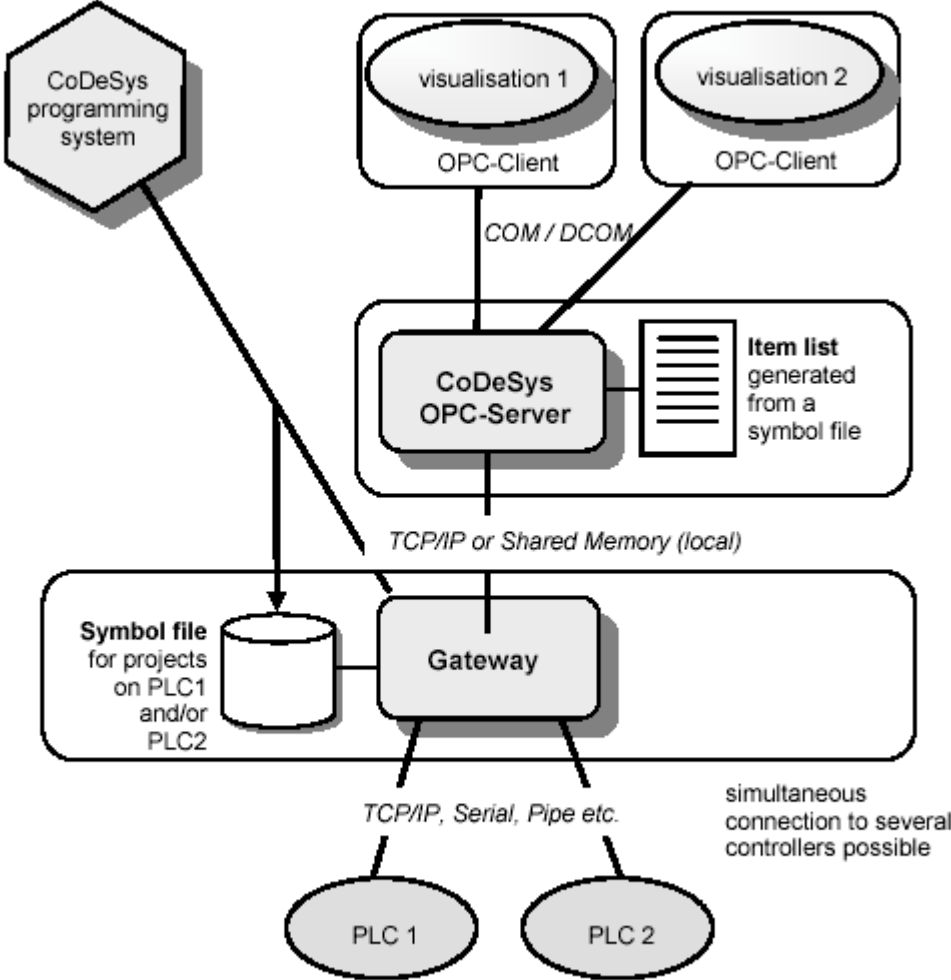 CoDeSys
programming
system
visualisation 1
OPC-Client
visualisation 2
OPC-Client
COM / DCOM
CoDeSys
OPC-Server
Item list
generated
from a
symbol file
TCP/IP or Shared Memory (local)
Symbol file
for projects
on PLC1
and/or
PLC2
Gateway
TCP/IP, Serial, Pipe etc.
simultaneous
connection to several
controllers possible
PLC 1
PLC 2